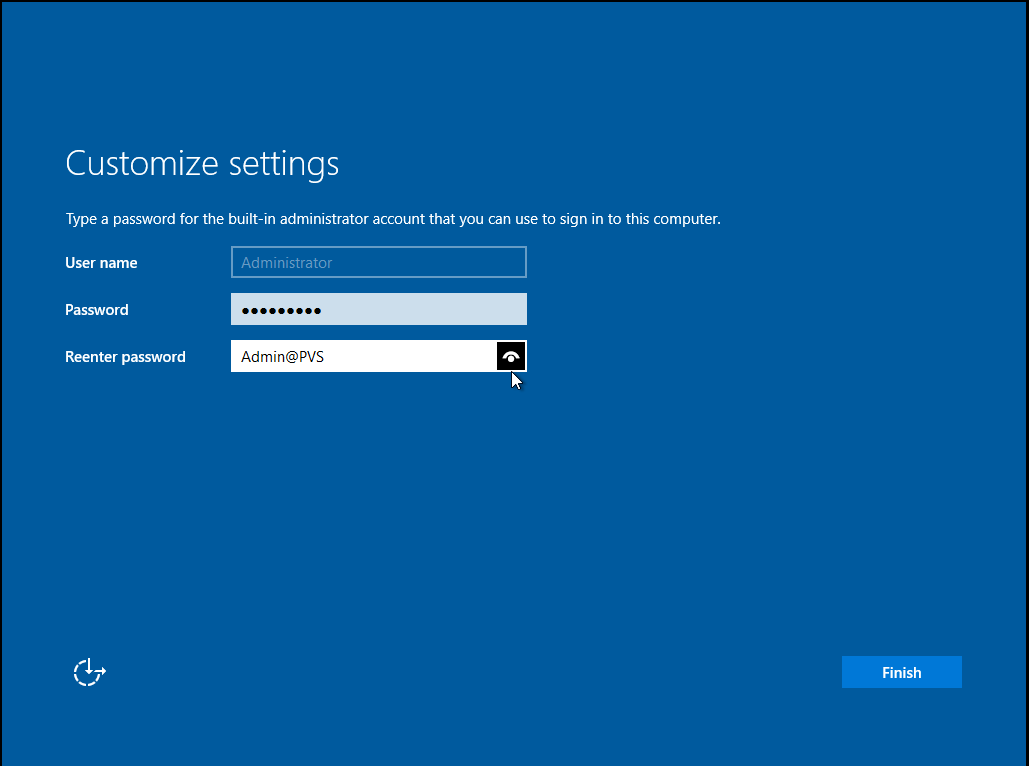 Customize settings
Type a password for the built-in administrator account that you can use to sign in to this computer.
User name Administrator
Password ●●●●●●●●●
Reenter password Admin@PVS
Finish